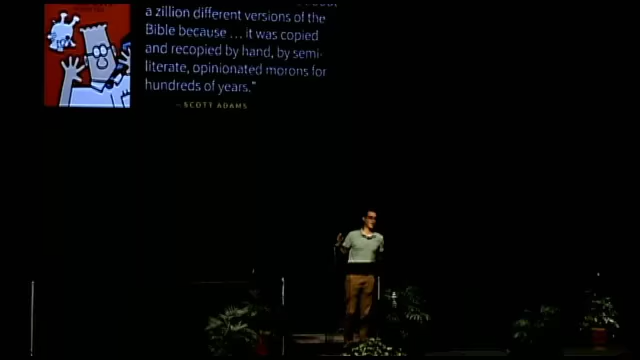 a zillion different versions of the
Bible because ... it was copied
and recopied by hand, by semi-
literate, opinionated morons for
hundreds of years."
—SCOTT ADAMS